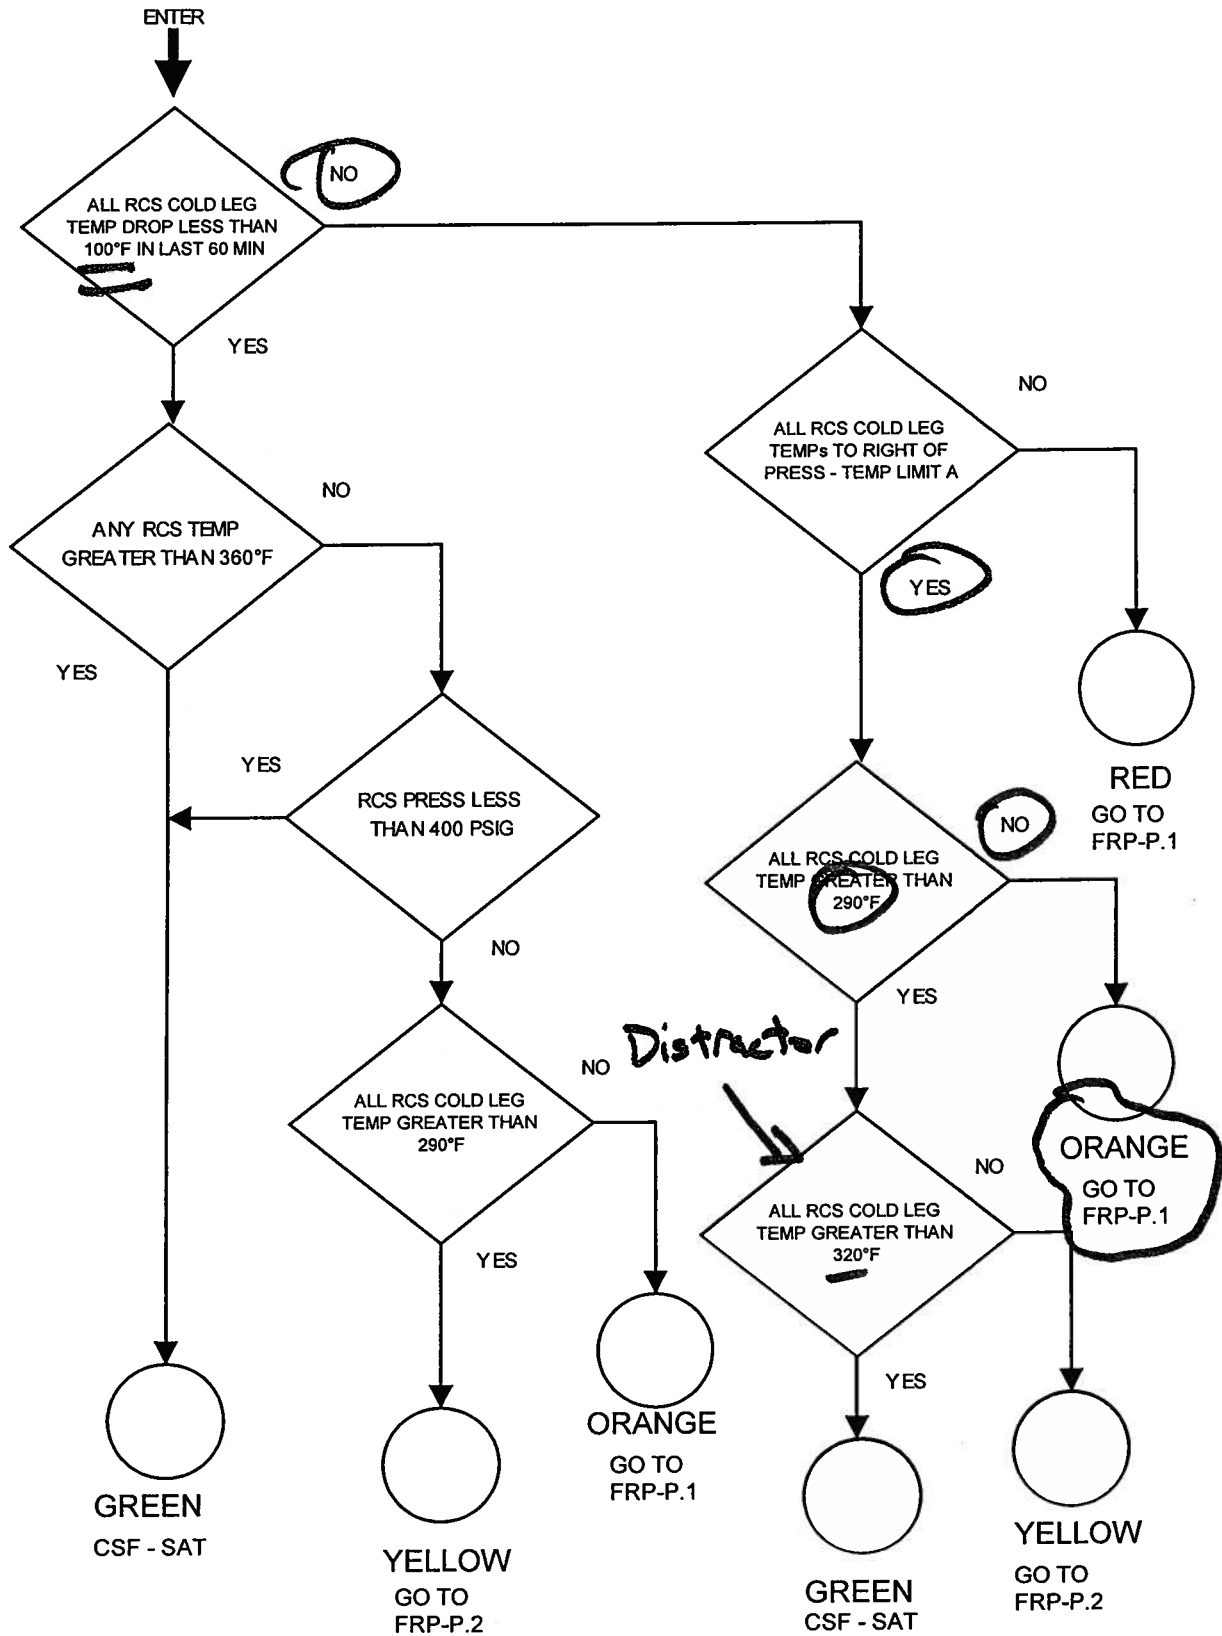 ENTER
NO
ALL RCS COLD LEG
TEMP DROP LESS THAN
100°F IN LAST 60 MIN
YES
NO
ALL RCS COLD LEG
TEMPs TO RIGHT OF
PRESS - TEMP LIMIT A
NO
ANY RCS TEMP
GREATER THAN 360°F
YES
YES
RED
GO TO
FRP-P.1
YES
RCS PRESS LESS
THAN 400 PSIG
NO
NO
ALL RCS COLD LEG
TEMP GREATER THAN
290°F
YES
Distractor
NO
ALL RCS COLD LEG
TEMP GREATER THAN
290°F
YES
ORANGE
GO TO
FRP-P.1
NO
ALL RCS COLD LEG
TEMP GREATER THAN
320°F
YES
ORANGE
GO TO
FRP-P.1
GREEN
CSF - SAT
YELLOW
GO TO
FRP-P.2
GREEN
CSF - SAT
YELLOW
GO TO
FRP-P.2